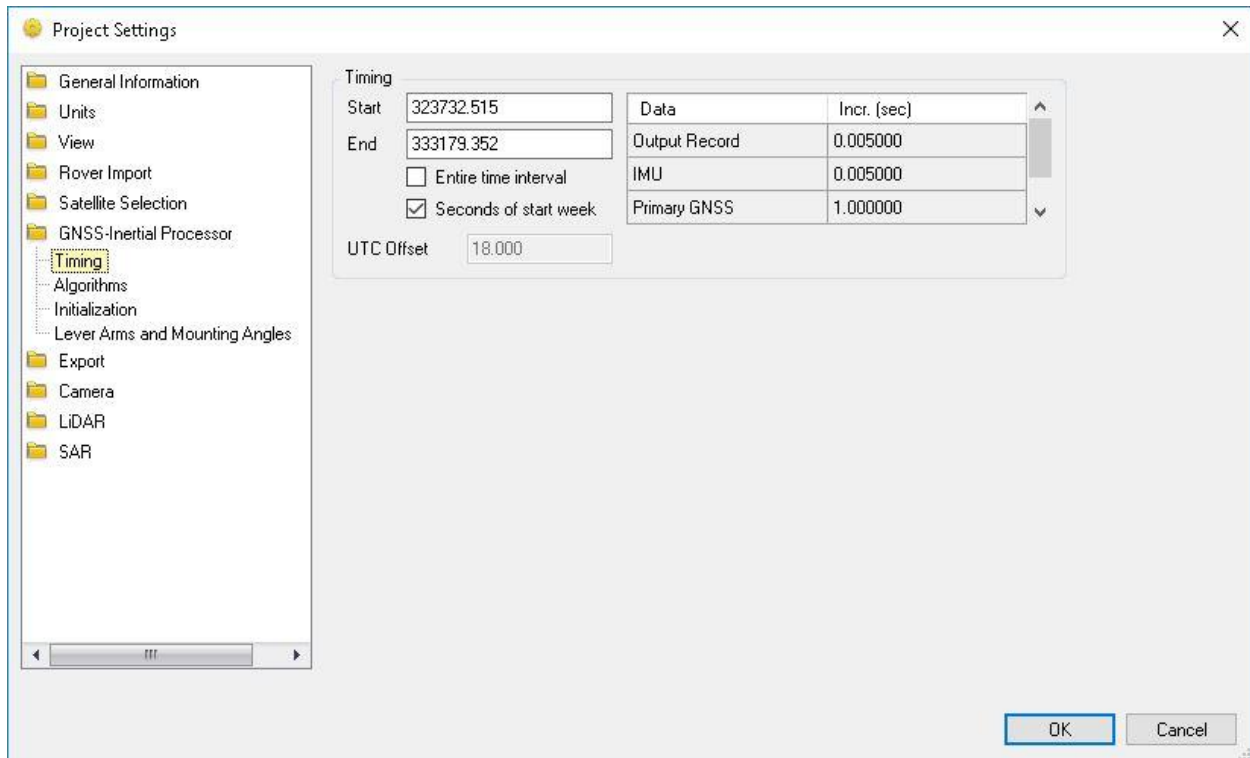 Project Settings
General Information
Units
View
Rover Import
Satellite Selection
GNSS-Inertial Processor
Timing
Algorithms
Initialization
Lever Arms and Mounting Angles
Export
Camera
LiDAR
SAR
Timing
Start 323732.515
End 333179.352
Entire time interval
Seconds of start week
UTC Offset 18.000
Data Incr. (sec)
Output Record 0.005000
IMU 0.005000
Primary GNSS 1.000000
OK Cancel